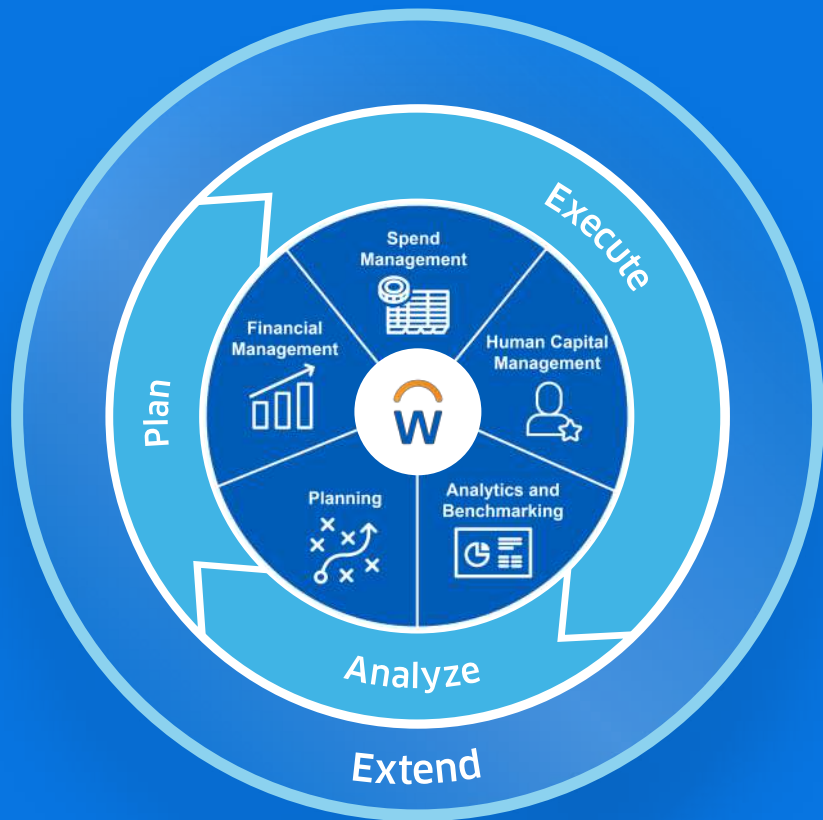 Execute
Spend
Management
Financial
Management
Human Capital
Management
Plan
W
Planning
Analytics and
Benchmarking
Analyze
Extend